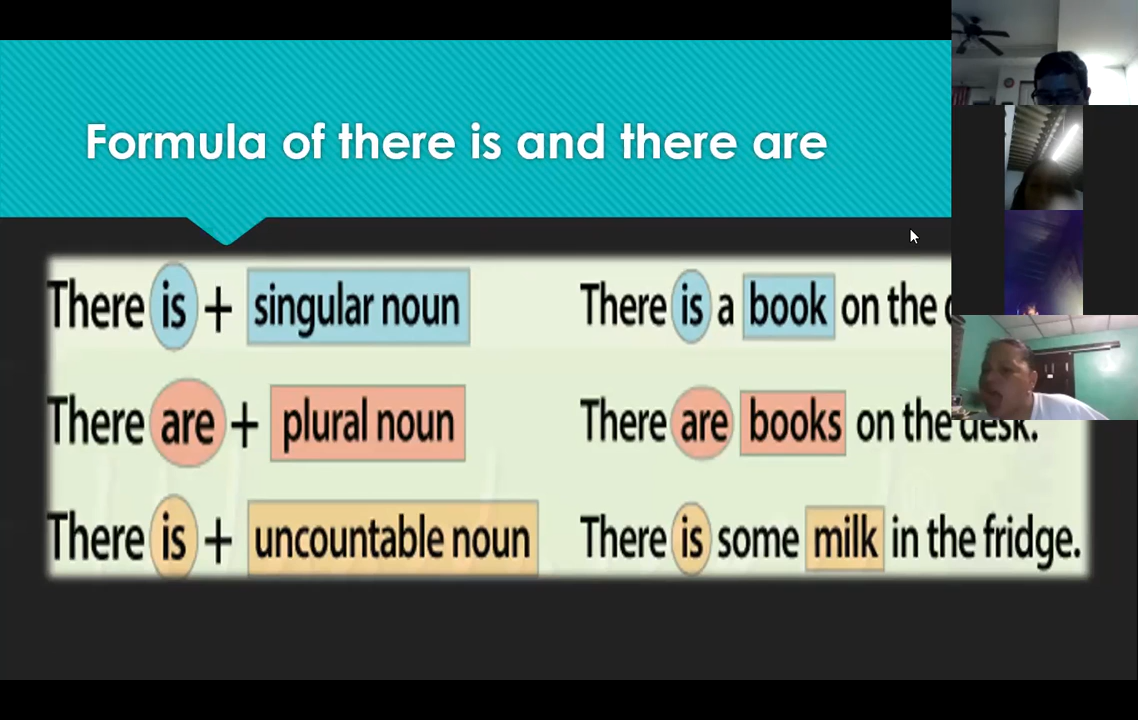 Formula of there is and there are
There is + singular noun
There is a book on the
There are + plural noun
There are books on the desk.
There is + uncountable noun
There is some milk in the fridge.